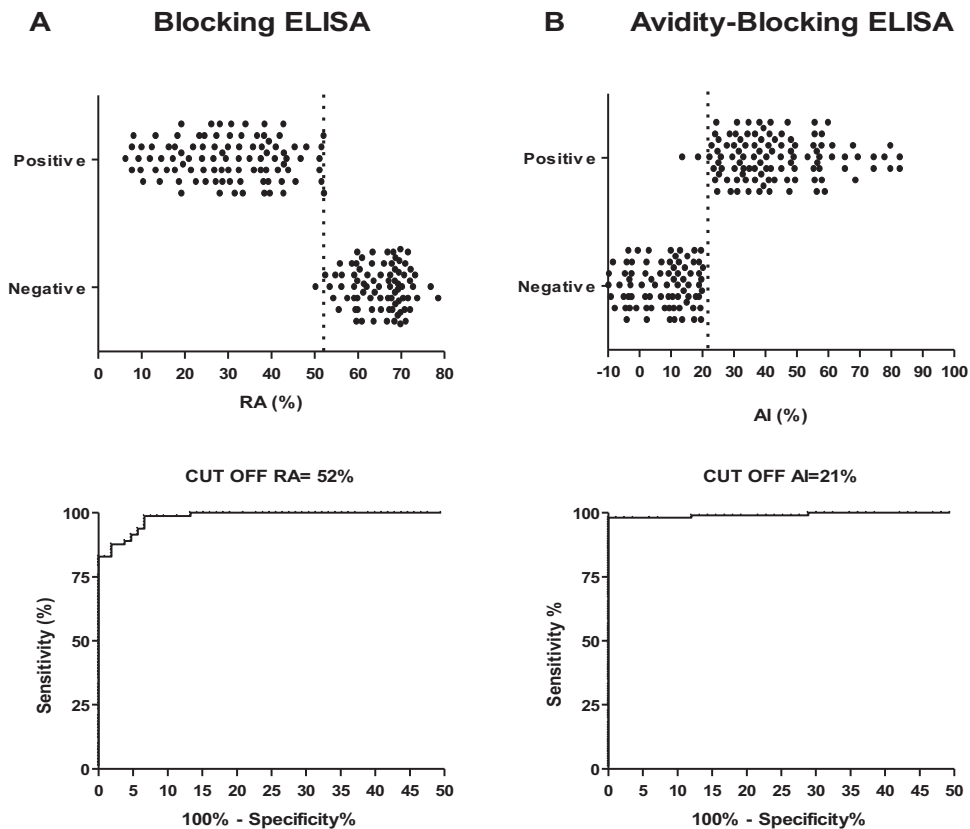 A Blocking ELISA
Positive
Negative
0 10 20 30 40 50 60 70 80
RA (%)
CUT OFF RA= 52%
100
75
50
25
0
Sensitivity (%)
0 5 10 15 20 25 30 35 40 45 50
100% - Specificity%
B Avidity-Blocking ELISA
Positive
Negative
-10 0 10 20 30 40 50 60 70 80 90 100
AI (%)
CUT OFF AI=21%
100
75
50
25
0
Sensitivity %
0 5 10 15 20 25 30 35 40 45 50
100% - Specificity%